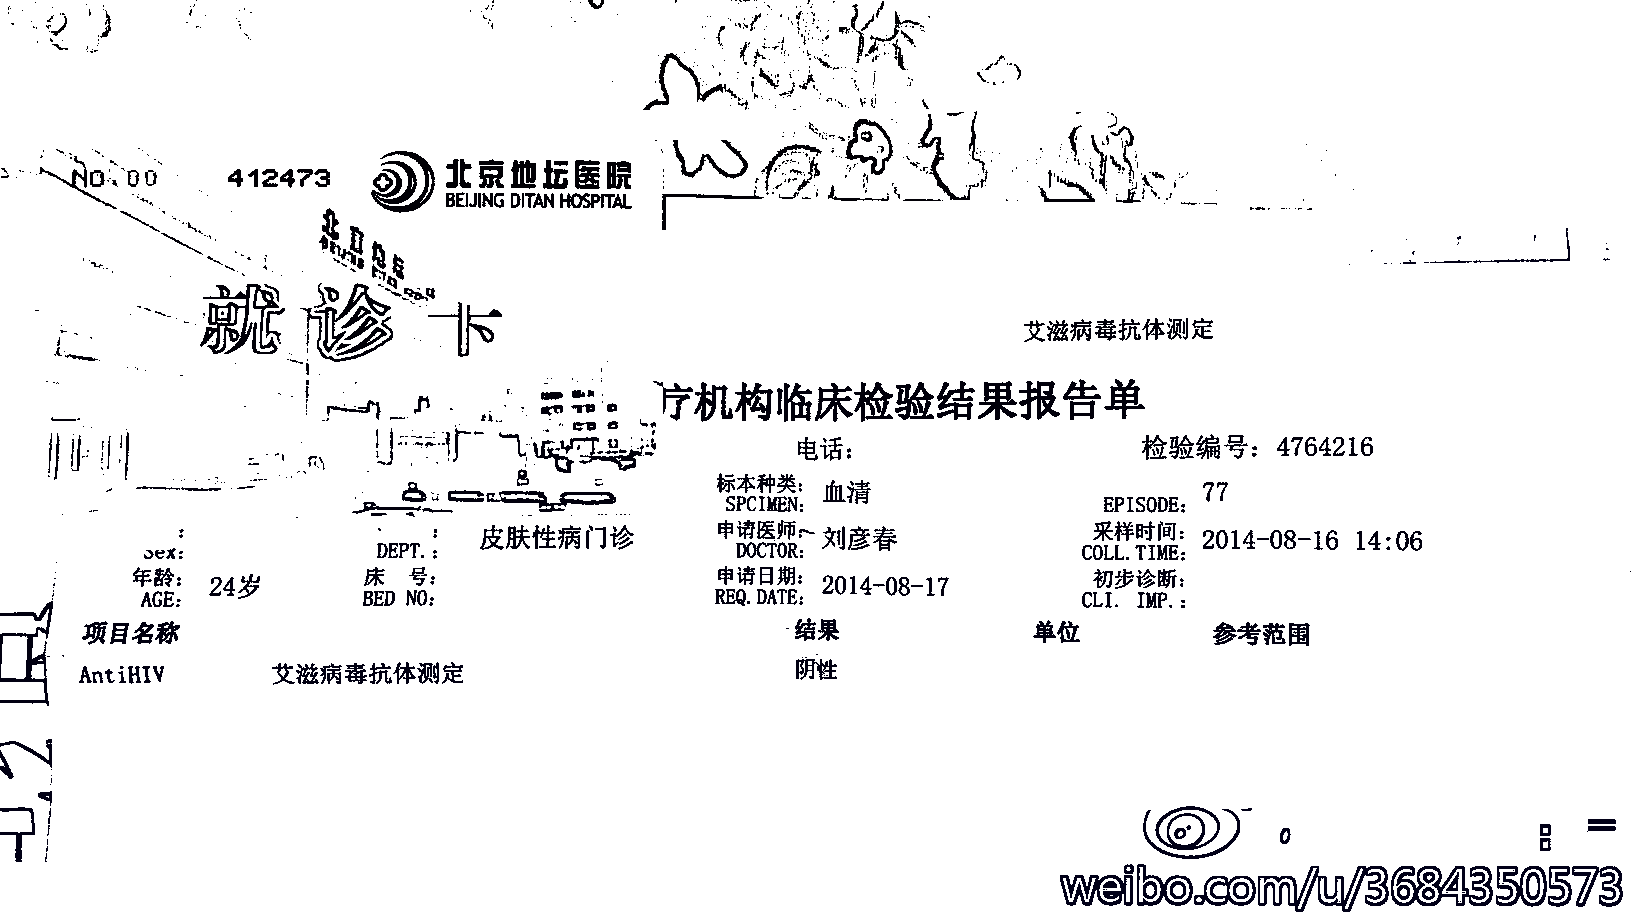 NO.00 412473
北京地坛医院
BEIJING DITAN HOSPITAL
就诊卡
艾滋病毒抗体测定
疗机构临床检验结果报告单
电话: 检验编号: 4764216
标本种类: 血清
SPCIMEN: EPISODE: 77
申请医师: 刘彦春 采样时间: 2014-08-16 14:06
Sex: DEPT.: 皮肤性病门诊 DOCTOR: COLL.TIME:
年龄: 24岁 床 号: 申请日期: 2014-08-17 初步诊断:
AGE: BED NO: REQ.DATE: CLI. IMP.:
项目名称 结果 单位 参考范围
AntiHIV 艾滋病毒抗体测定 阴性
weibo.com/u/3684350573